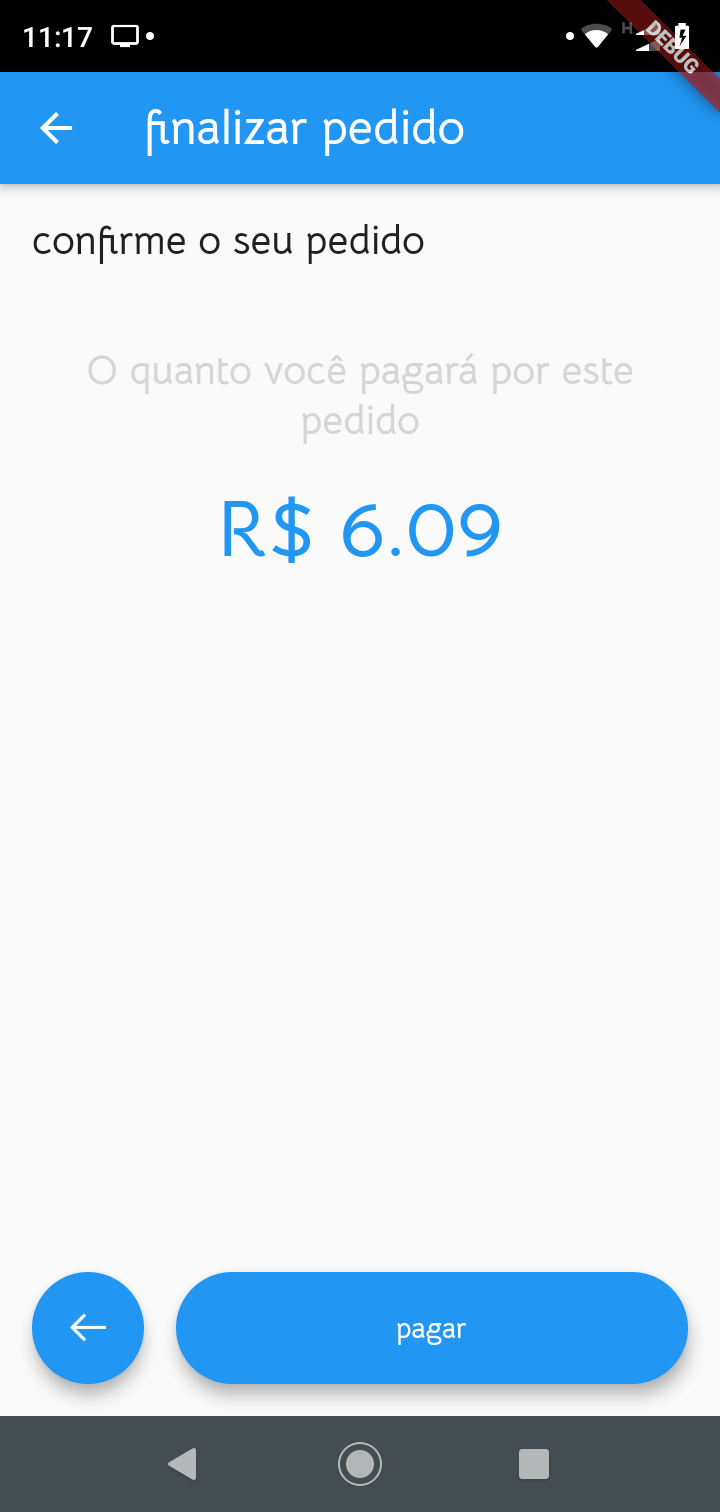 11:17
H
DEBUG
finalizar pedido
confirme o seu pedido
O quanto você pagará por este
pedido
R$ 6.09
pagar